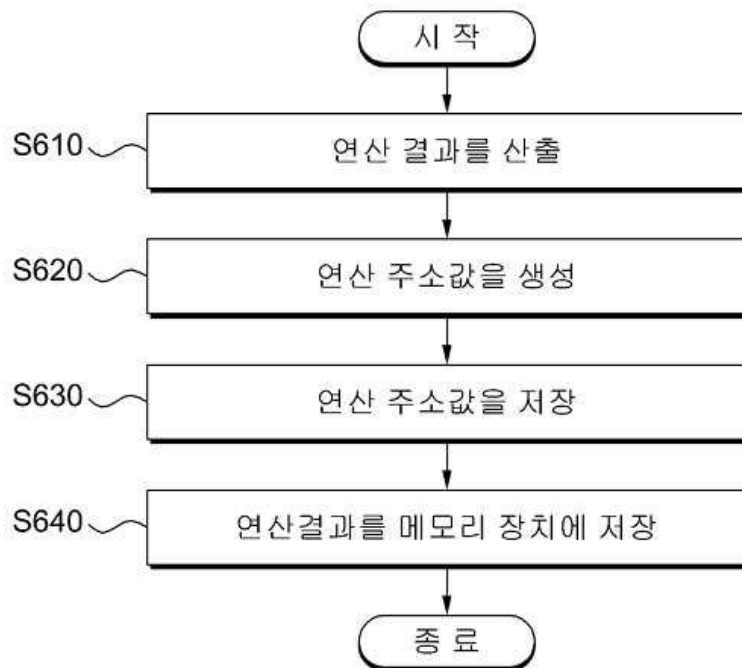 시 작
S610
연산 결과를 산출
S620
연산 주소값을 생성
S630
연산 주소값을 저장
S640
연산결과를 메모리 장치에 저장
종 료